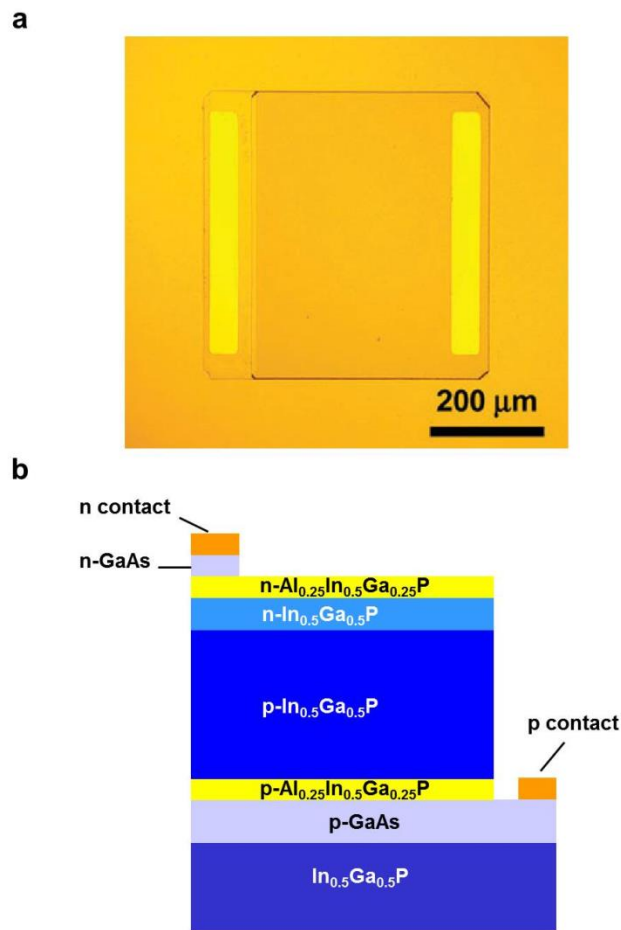 a
200 μm
b
n contact
n-GaAs
n-Al₀.₂₅In₀.₅Ga₀.₂₅P
n-In₀.₅Ga₀.₅P
p-In₀.₅Ga₀.₅P
p contact
p-Al₀.₂₅In₀.₅Ga₀.₂₅P
p-GaAs
In₀.₅Ga₀.₅P